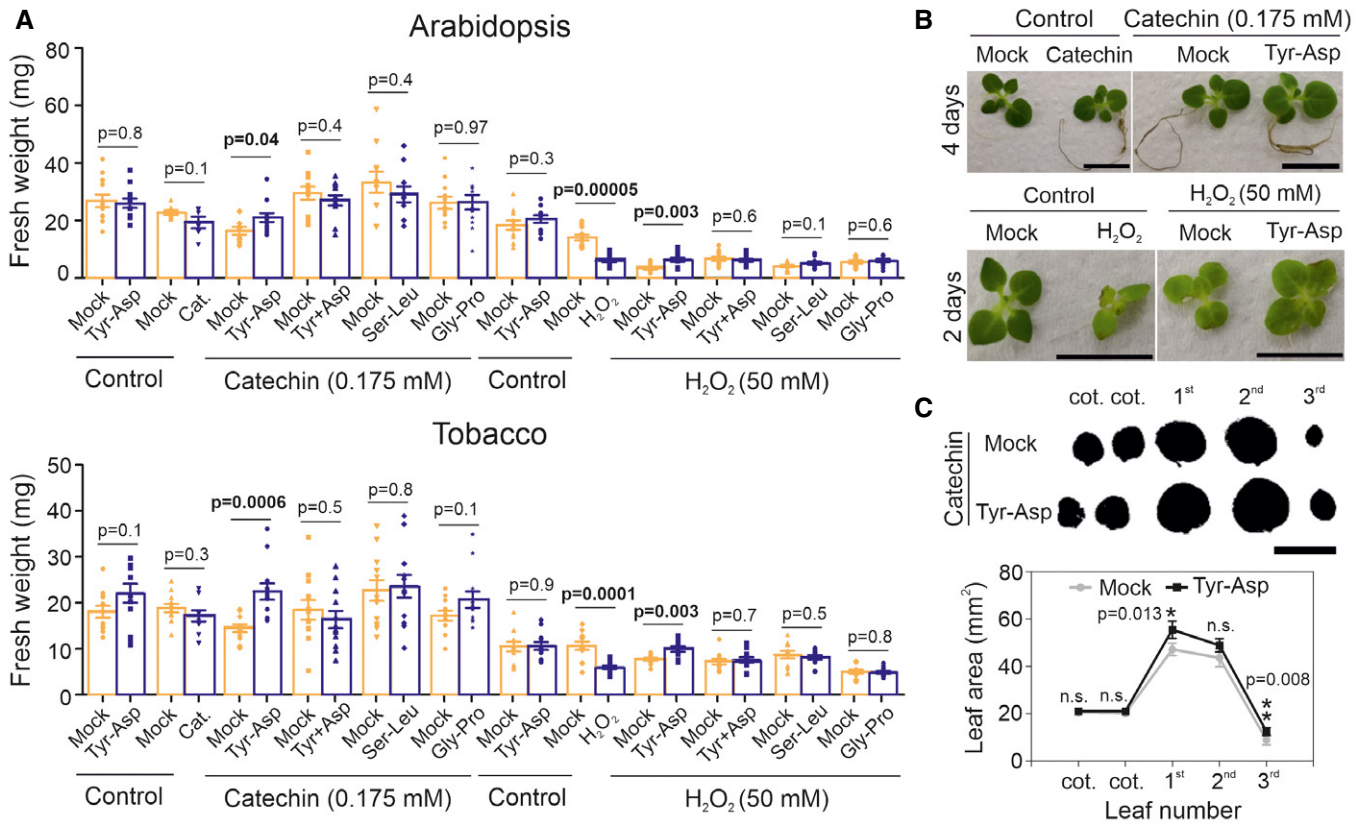 A
Arabidopsis
Fresh weight (mg)
80
60
40
20
0
p=0.8
p=0.1
p=0.04
p=0.4
p=0.4
p=0.97
p=0.3
p=0.00005
p=0.003
p=0.6
p=0.1
p=0.6
Mock Tyr-Asp Mock Cat. Mock Tyr-Asp Mock Tyr+Asp Mock Ser-Leu Mock Gly-Pro Mock Tyr-Asp Mock H₂O₂ Mock Tyr-Asp Mock Tyr+Asp Mock Ser-Leu Mock Gly-Pro
Control Catechin (0.175 mM) Control H₂O₂ (50 mM)
Tobacco
Fresh weight (mg)
50
40
30
20
10
0
p=0.1
p=0.3
p=0.0006
p=0.5
p=0.8
p=0.1
p=0.9
p=0.0001
p=0.003
p=0.7
p=0.5
p=0.8
Mock Tyr-Asp Mock Cat. Mock Tyr-Asp Mock Tyr+Asp Mock Ser-Leu Mock Gly-Pro Mock Tyr-Asp Mock H₂O₂ Mock Tyr-Asp Mock Tyr+Asp Mock Ser-Leu Mock Gly-Pro
Control Catechin (0.175 mM) Control H₂O₂ (50 mM)
B
Control Catechin (0.175 mM)
Mock Catechin Mock Tyr-Asp
4 days
Control H₂O₂ (50 mM)
Mock H₂O₂ Mock Tyr-Asp
2 days
C
cot. cot. 1st 2nd 3rd
Catechin
Mock
Tyr-Asp
Leaf area (mm²)
80
60
40
20
0
Mock Tyr-Asp
p=0.013 *
n.s.
p=0.008
**
n.s. n.s.
cot. cot. 1st 2nd 3rd
Leaf number